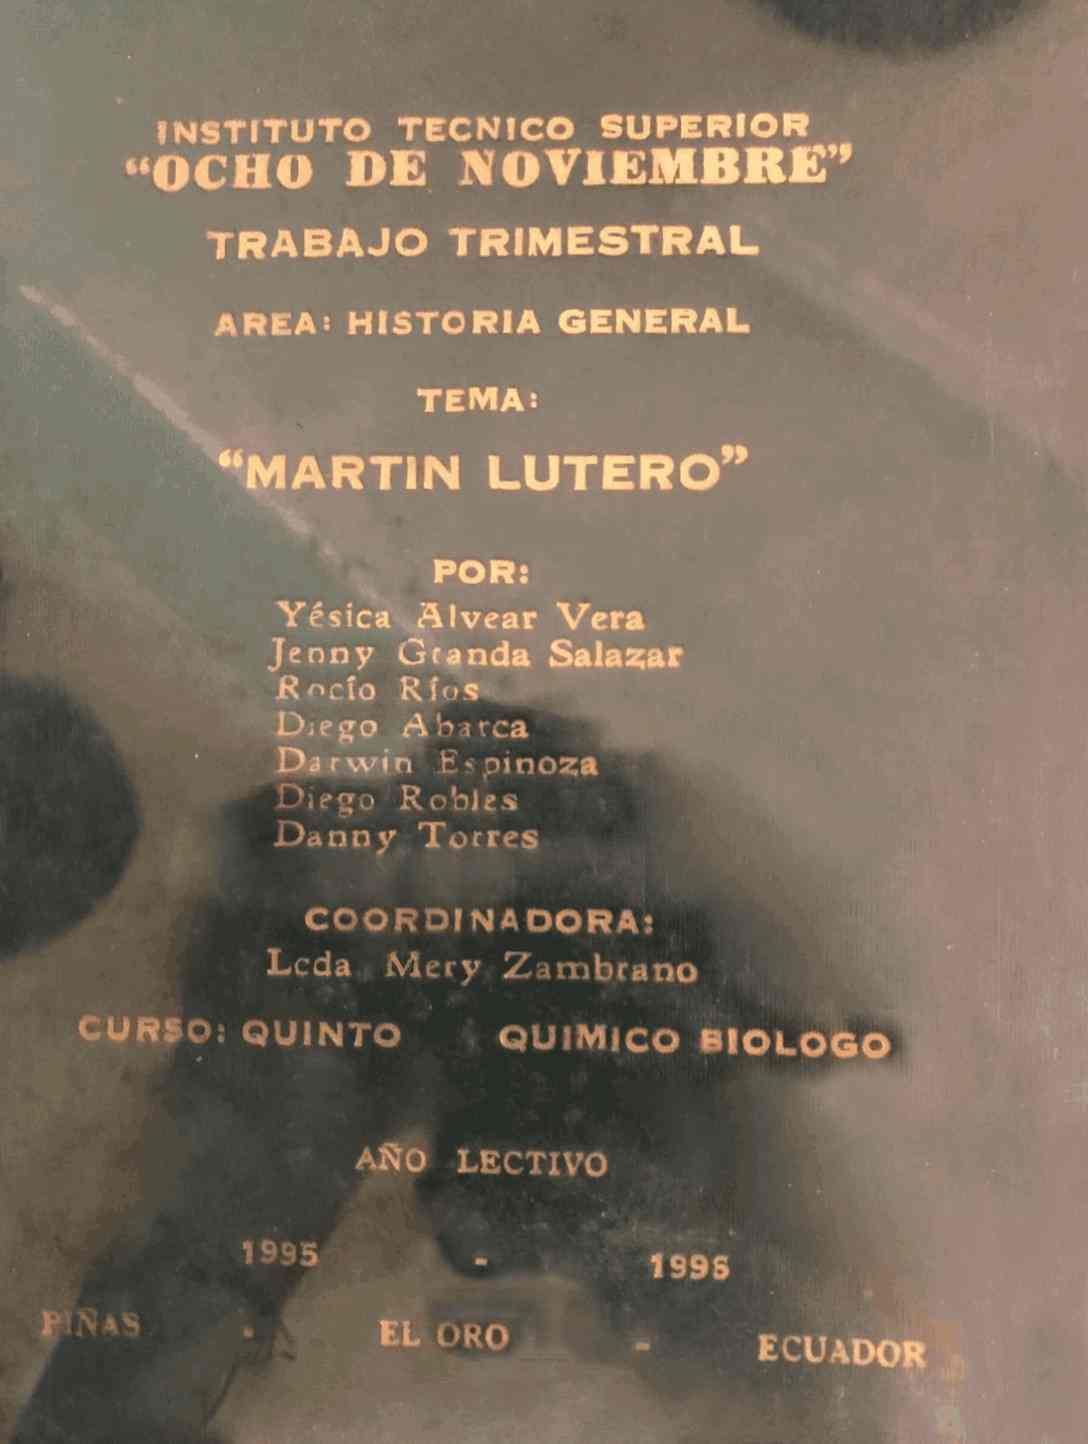 INSTITUTO TECNICO SUPERIOR
“OCHO DE NOVIEMBRE”
TRABAJO TRIMESTRAL
AREA: HISTORIA GENERAL
TEMA:
“MARTIN LUTERO”
POR:
Yésica Alvear Vera
Jenny Granda Salazar
Rocío Ríos
Diego Abarca
Darwin Espinoza
Diego Robles
Danny Torres
COORDINADORA:
Lcda. Mery Zambrano
CURSO: QUINTO QUIMICO BIOLOGO
AÑO LECTIVO
1995 - 1996
PIÑAS - EL ORO - ECUADOR